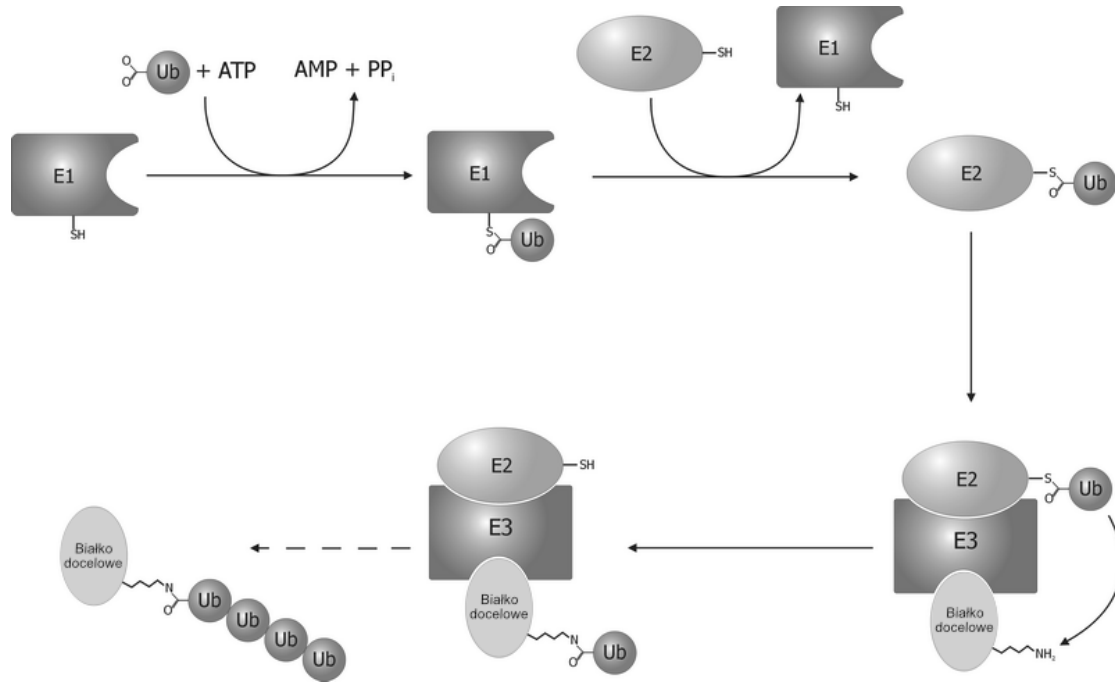 O
O
Ub + ATP
AMP + PPi
E2
SH
E1
SH
E1
SH
E1
S
O
Ub
E2
S
O
Ub
E2
S
O
Ub
E3
Białko
docelowe
NH2
E2
SH
E3
Białko
docelowe
N
O
Ub
Białko
docelowe
N
O
Ub
Ub
Ub
Ub